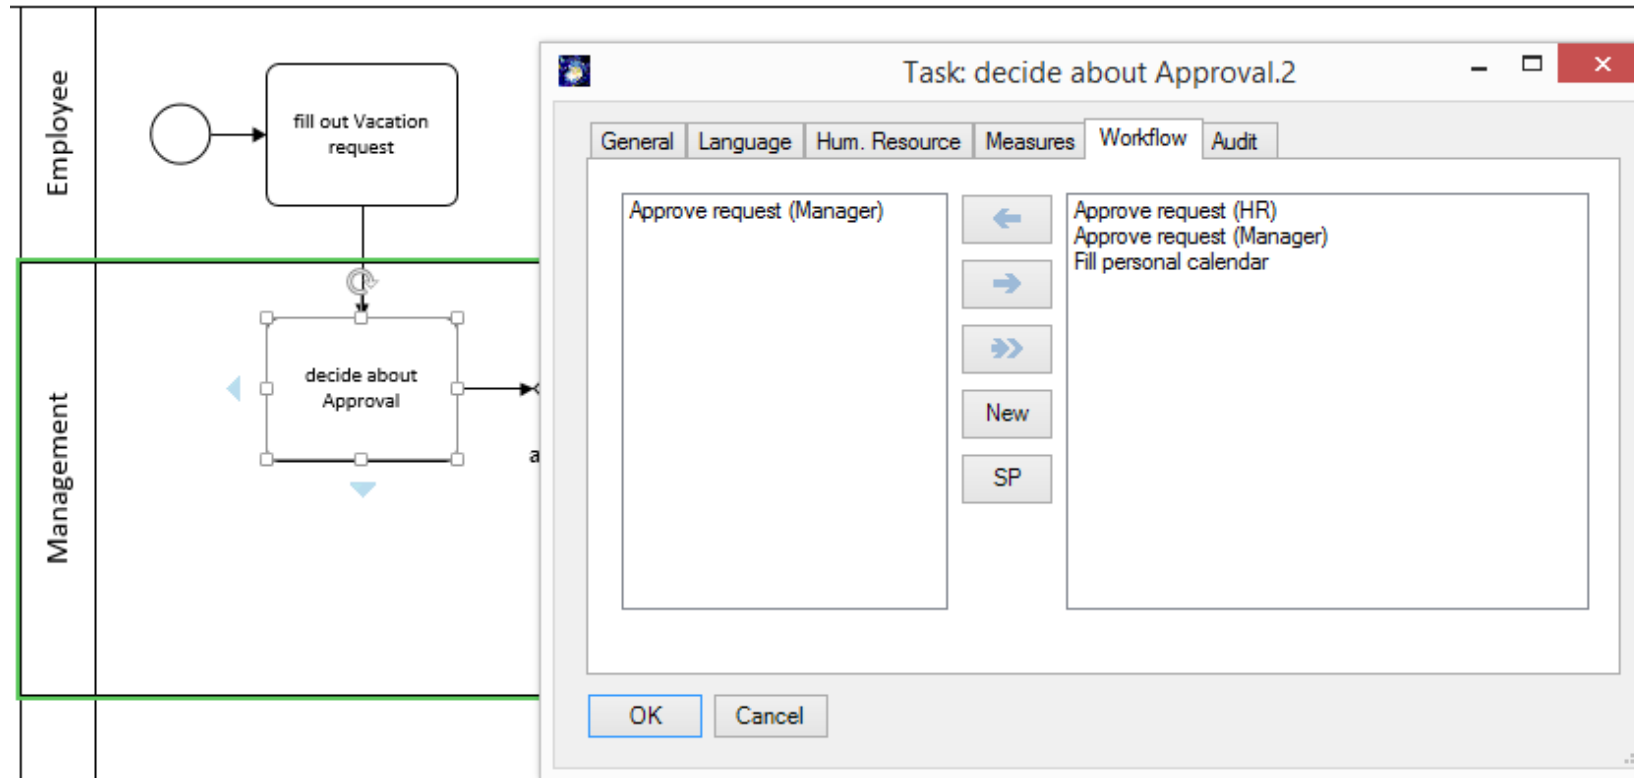 Employee
fill out Vacation
request
Management
decide about
Approval
a
Task: decide about Approval.2
General
Language
Hum. Resource
Measures
Workflow
Audit
Approve request (Manager)
New
SP
Approve request (HR)
Approve request (Manager)
Fill personal calendar
OK
Cancel